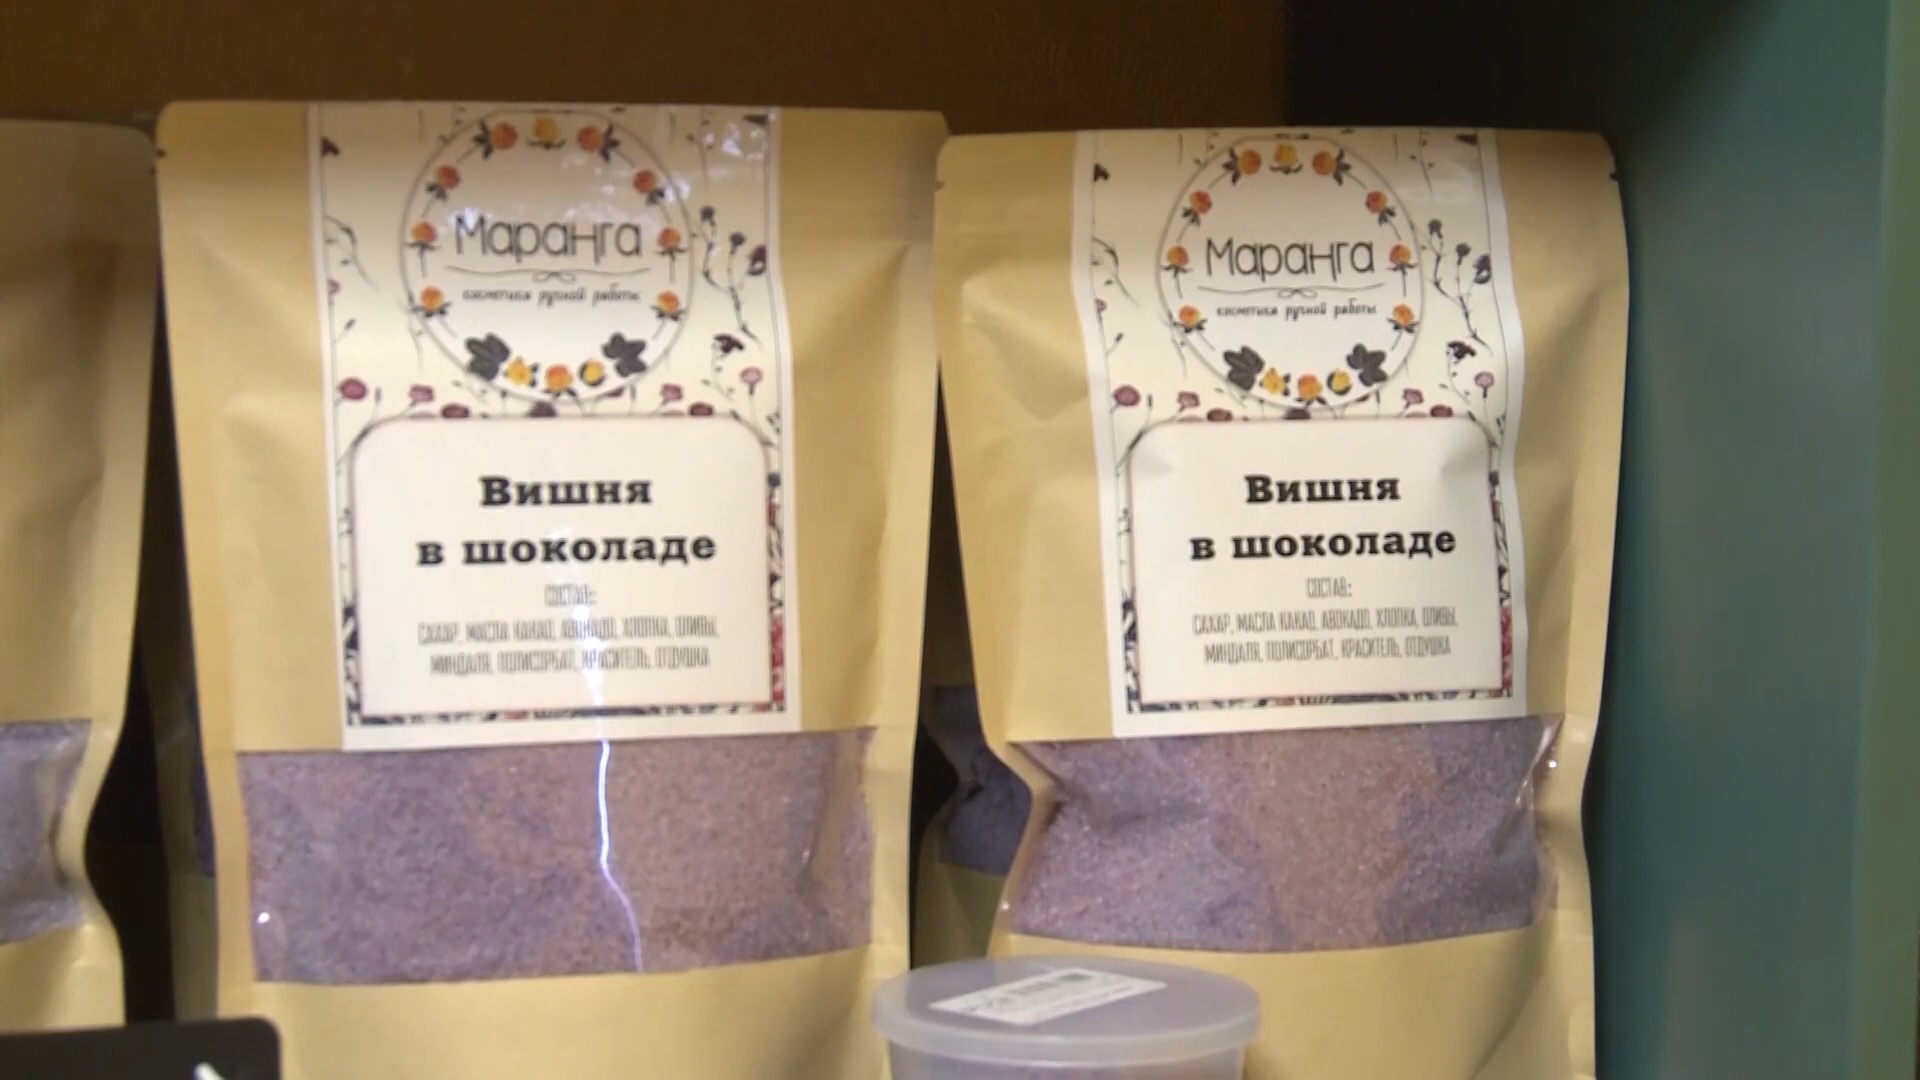 Маранга
косметика ручной работы
Вишня
в шоколаде
СОСТАВ:
САХАР, МАСЛА КАКАО, АВОКАДО, ХЛОПКА, ОЛИВЫ,
МИНДАЛЯ, ПОЛИСОРБАТ, КРАСИТЕЛЬ, ОТДУШКА
Маранга
косметика ручной работы
Вишня
в шоколаде
СОСТАВ:
САХАР, МАСЛА КАКАО, АВОКАДО, ХЛОПКА, ОЛИВЫ,
МИНДАЛЯ, ПОЛИСОРБАТ, КРАСИТЕЛЬ, ОТДУШКА